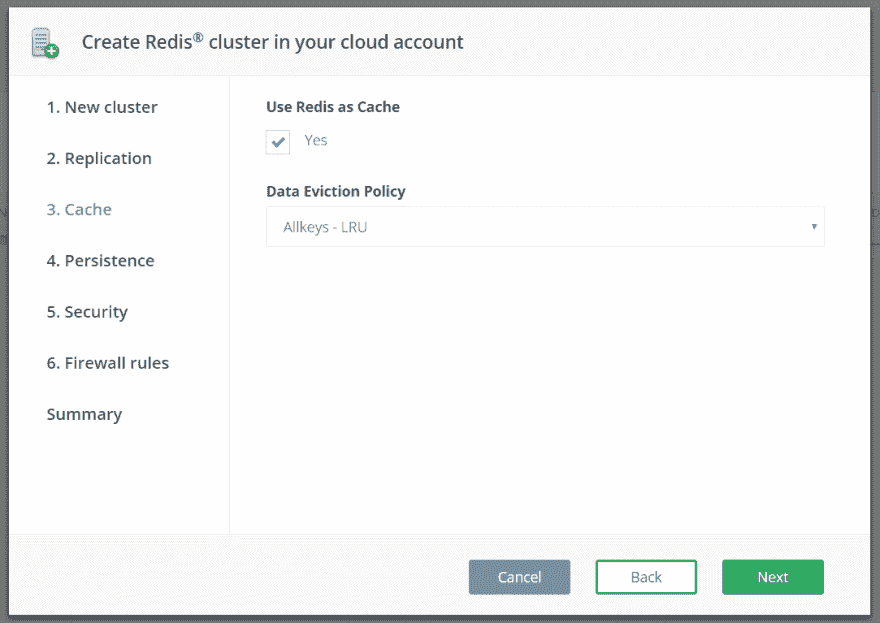 Create Redis® cluster in your cloud account
1. New cluster
2. Replication
3. Cache
4. Persistence
5. Security
6. Firewall rules
Summary
Use Redis as Cache
Yes
Data Eviction Policy
Allkeys - LRU
Cancel
Back
Next